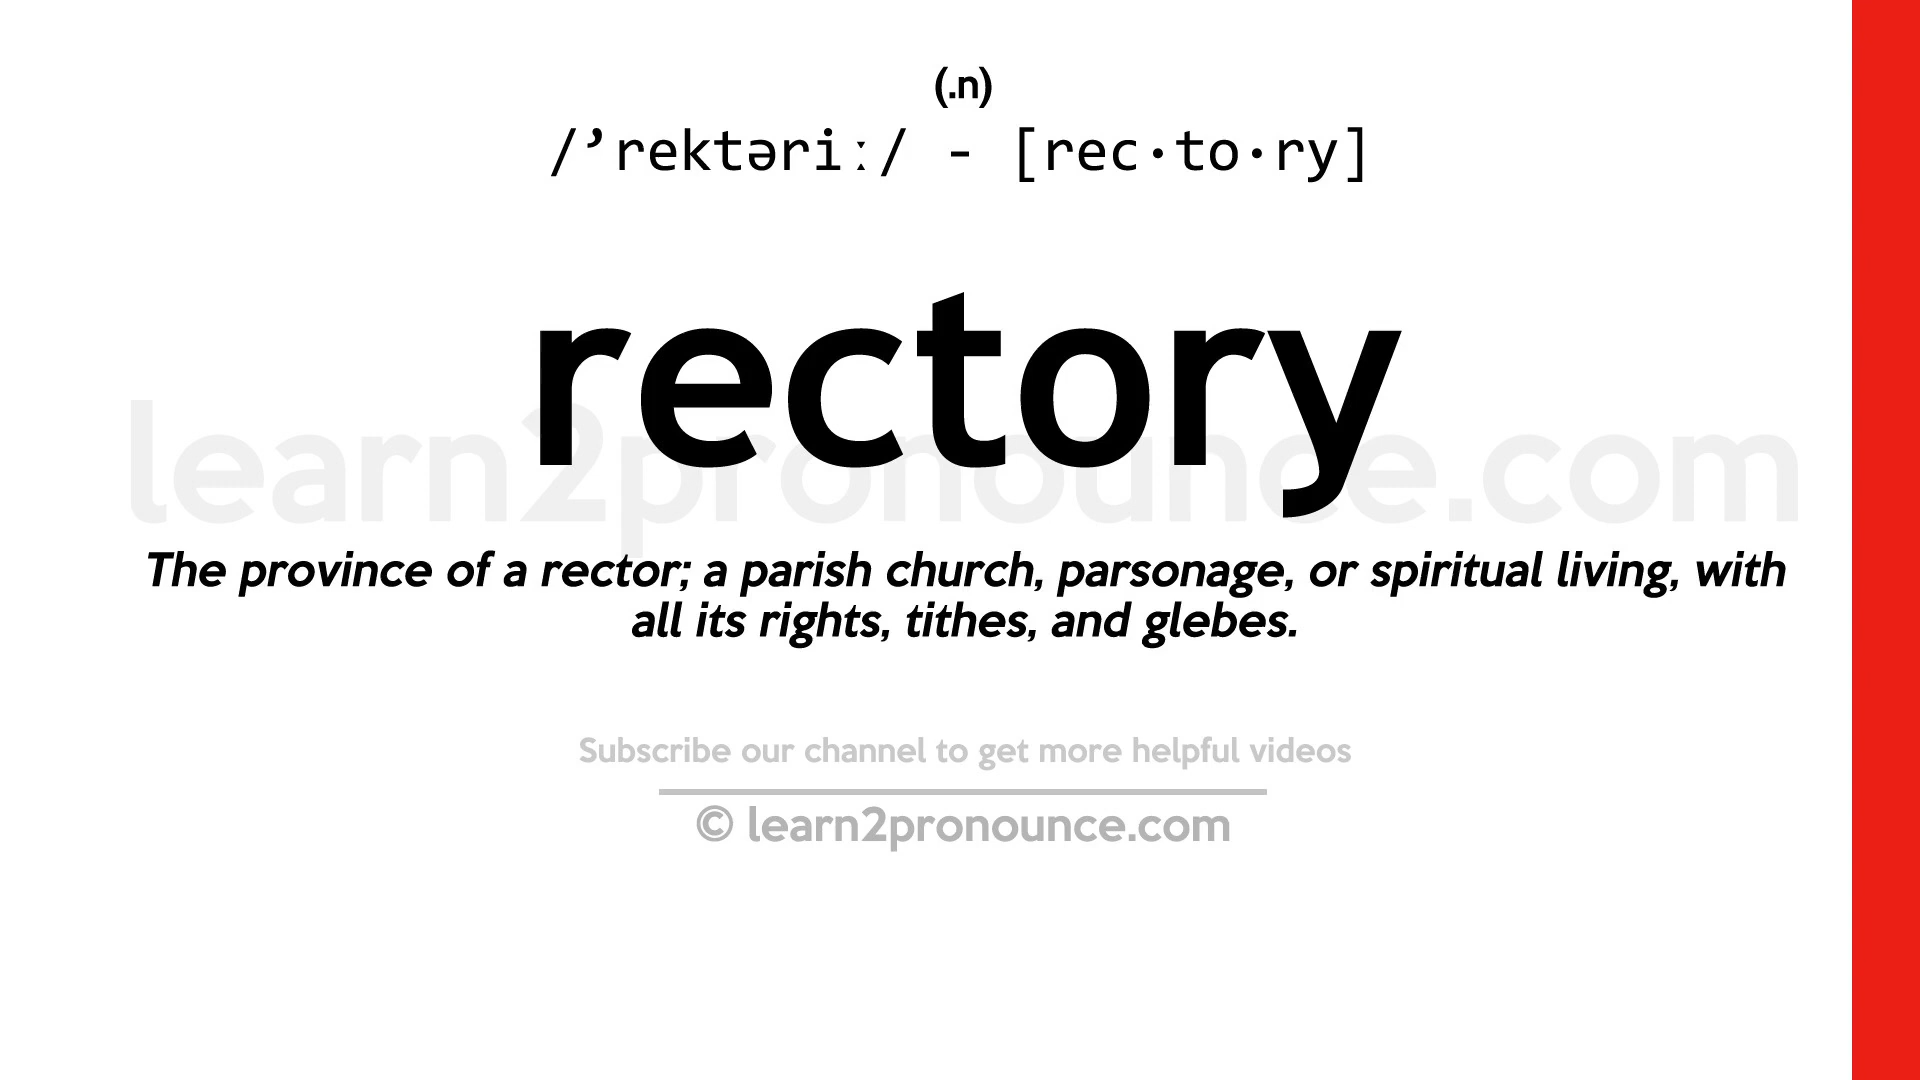 (.n)
/’rektəriː/ - [rec·to·ry]
rectory
learn2pronounce.com
The province of a rector; a parish church, parsonage, or spiritual living, with
all its rights, tithes, and glebes.
Subscribe our channel to get more helpful videos
© learn2pronounce.com